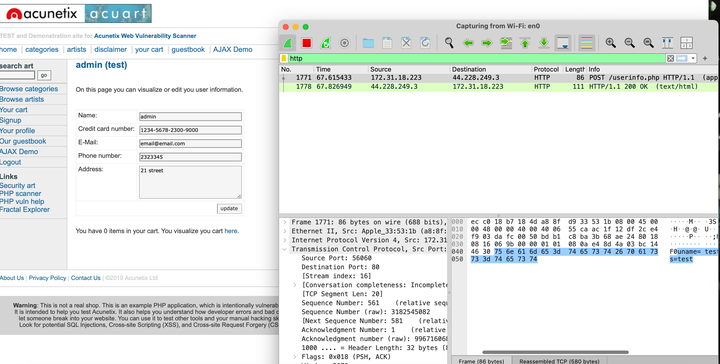 acunetix acuart
TEST and Demonstration site for Acunetix Web Vulnerability Scanner
home | categories | artists | disclaimer | your cart | guestbook | AJAX Demo
search art
go
Browse categories
Browse artists
Your cart
Signup
Your profile
Our guestbook
AJAX Demo
Logout
Links
Security art
PHP scanner
PHP vuln help
Fractal Explorer
admin (test)
On this page you can visualize or edit you user information.
Name: admin
Credit card number: 1234-5678-2300-9000
E-Mail: email@email.com
Phone number: 2323345
Address: 21 street
update
You have 0 items in your cart. You visualize you cart here.
About Us | Privacy Policy | Contact Us | ©2019 Acunetix Ltd
Warning: This is not a real shop. This is an example PHP application, which is intentionally
It is intended to help you test Acunetix. It also helps you understand how developer errors and bad
let someone break into your website. You can use it to test other tools and your manual hacking
Look for potential SQL Injections, Cross-site Scripting (XSS), and Cross-site Request Forgery
Capturing from Wi-Fi: en0
http
No. Time Source Destination Protocol Length Info
1771 67.615433 172.31.18.223 44.228.249.3 HTTP 86 POST /userinfo.php HTTP/1.1
1778 67.826949 44.228.249.3 172.31.18.223 HTTP 111 HTTP/1.1 200 OK (text/html)
Frame 1771: 86 bytes on wire (688 bits),
Ethernet II, Src: Apple_33:53:1b
Internet Protocol Version 4, Src: 172.31
Transmission Control Protocol, Src Port:
Source Port: 56060
Destination Port: 80
[Stream index: 16]
[Conversation completeness: Incomplete
[TCP Segment Len: 20]
Sequence Number: 561 (relative
Sequence Number (raw): 3182545082
[Next Sequence Number: 581
Acknowledgment Number: 1
Acknowledgment number (raw): 996716068
1000 .... = Header Length: 32 bytes
Flags: 0x018 (PSH, ACK)
ec c0 18 b7 18 4d a8 8f d9 33 53 1b 08 00 45 00
00 48 00 00 40 00 40 06 55 ca ac 1f 12 df 2c e4
f9 03 da fc 00 50 bd b1 c8 ba 3b 68 ae 24 80 18
08 16 06 9b 00 00 01 01 08 0a e4 8d 4a 03 bc 14
040 46 30 75 6e 61 6d 65 3d 74 65 73 74 26 70 61 73 F0uname= test
050 73 3d 74 65 73 74 s=test
Frame (86 bytes) Reassembled TCP (580 bytes)